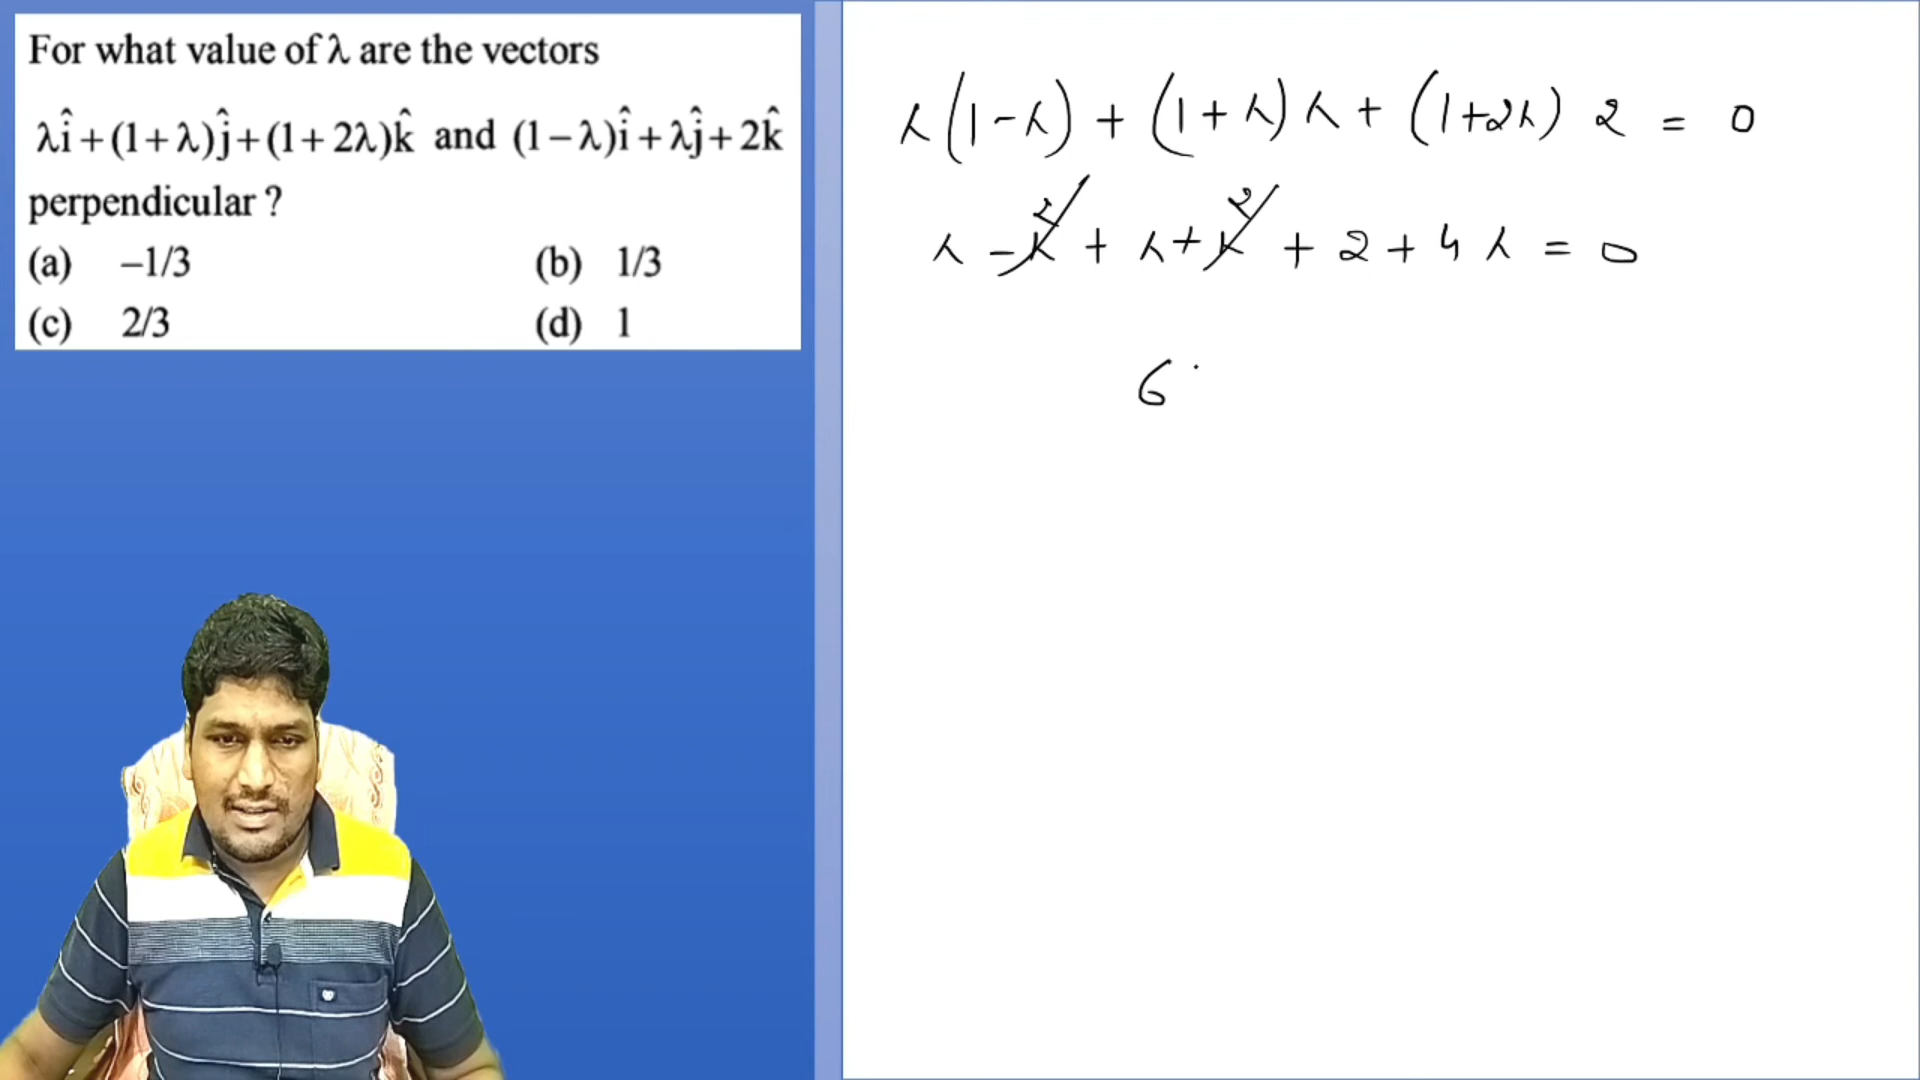 For what value of λ are the vectors
λî+(1+λ)ĵ+(1+2λ)k̂ and (1−λ)î+λĵ+2k̂
perpendicular ?
(a) −1/3 (b) 1/3
(c) 2/3 (d) 1
λ(1-λ) + (1+λ)λ + (1+2λ) 2 = 0
λ - λ² + λ + λ² + 2 + 4λ = 0
6